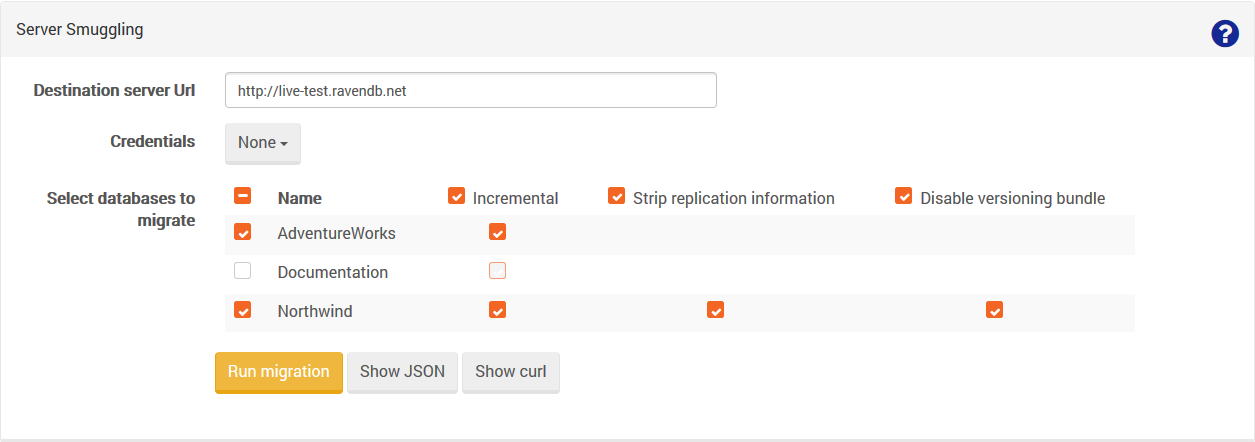 Server Smuggling
?
Destination server Url
http://live-test.ravendb.net
Credentials
None
Select databases to
migrate
Name Incremental Strip replication information Disable versioning bundle
AdventureWorks
Documentation
Northwind
Run migration Show JSON Show curl